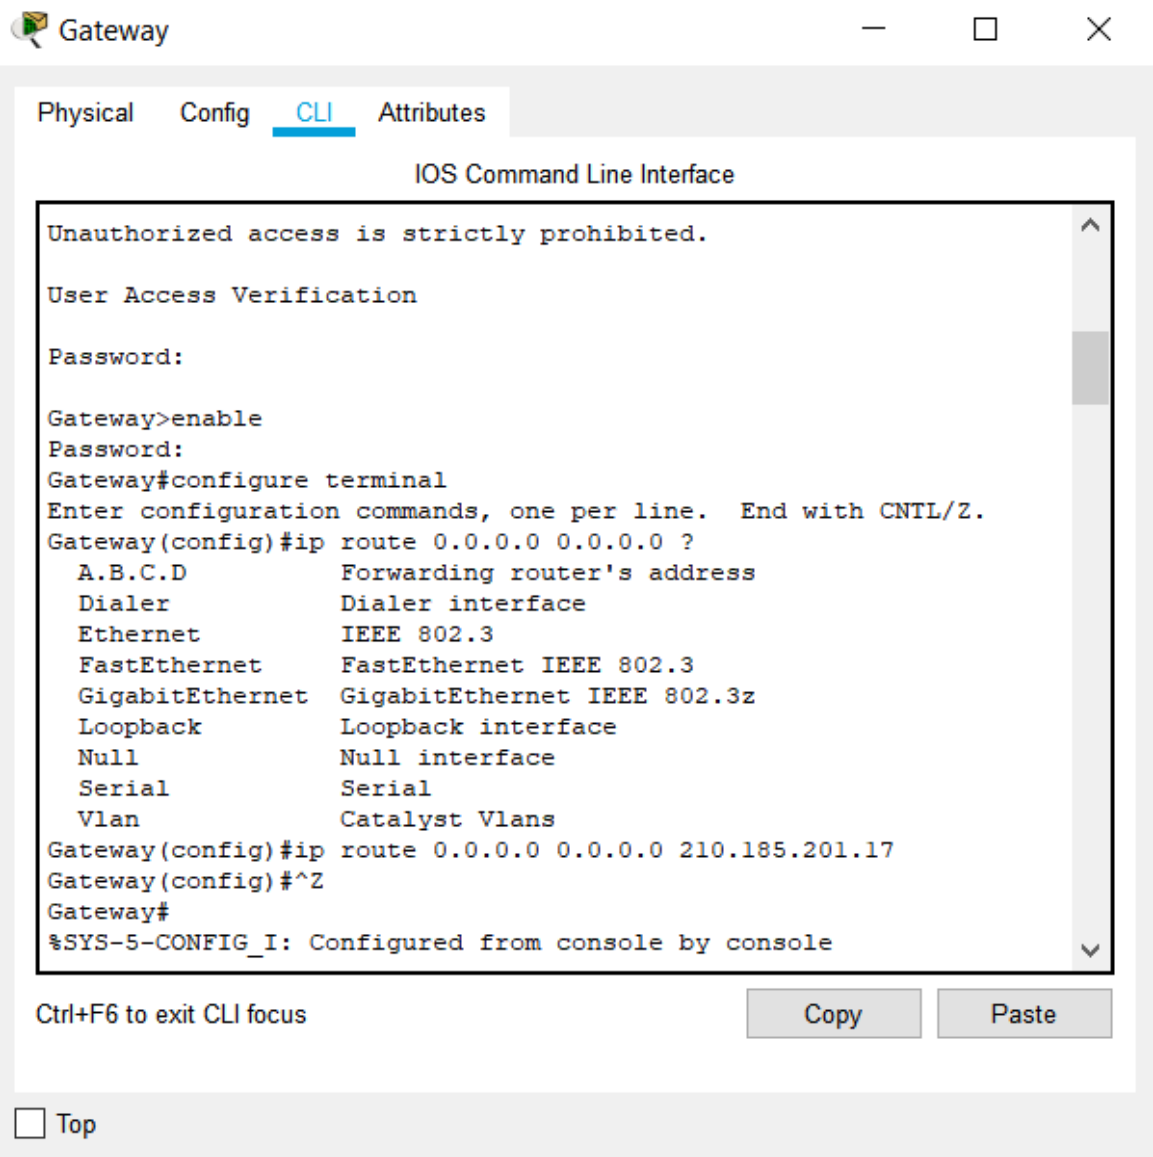 Gateway
Physical Config CLI Attributes
IOS Command Line Interface
Unauthorized access is strictly prohibited.
User Access Verification
Password:
Gateway>enable
Password:
Gateway#configure terminal
Enter configuration commands, one per line.  End with CNTL/Z.
Gateway(config)#ip route 0.0.0.0 0.0.0.0 ?
  A.B.C.D          Forwarding router's address
  Dialer           Dialer interface
  Ethernet         IEEE 802.3
  FastEthernet     FastEthernet IEEE 802.3
  GigabitEthernet  GigabitEthernet IEEE 802.3z
  Loopback         Loopback interface
  Null             Null interface
  Serial           Serial
  Vlan             Catalyst Vlans
Gateway(config)#ip route 0.0.0.0 0.0.0.0 210.185.201.17
Gateway(config)#^Z
Gateway#
%SYS-5-CONFIG_I: Configured from console by console
Ctrl+F6 to exit CLI focus
Copy Paste
Top